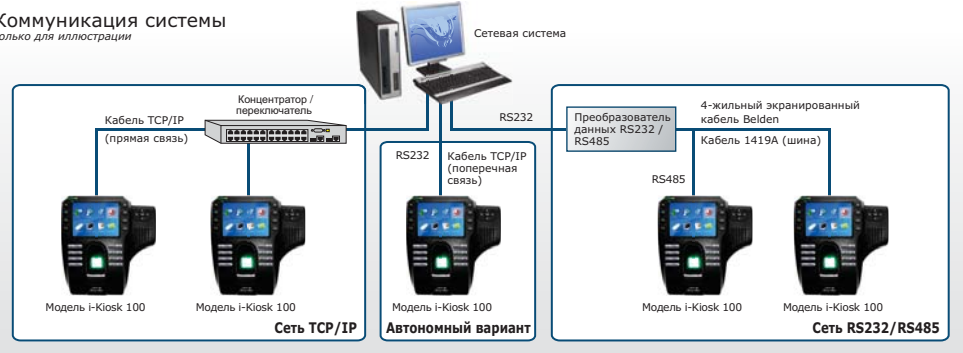 Коммуникация системы
только для иллюстрации
Сетевая система
Концентратор /
переключатель
Кабель TCP/IP
(прямая связь)
Модель i-Kiosk 100
Модель i-Kiosk 100
Сеть TCP/IP
RS232
Кабель TCP/IP
(поперечная
связь)
Модель i-Kiosk 100
Автономный вариант
RS232
Преобразователь
данных RS232 /
RS485
4-жильный экранированный
кабель Belden
Кабель 1419A (шина)
RS485
Модель i-Kiosk 100
Модель i-Kiosk 100
Сеть RS232/RS485